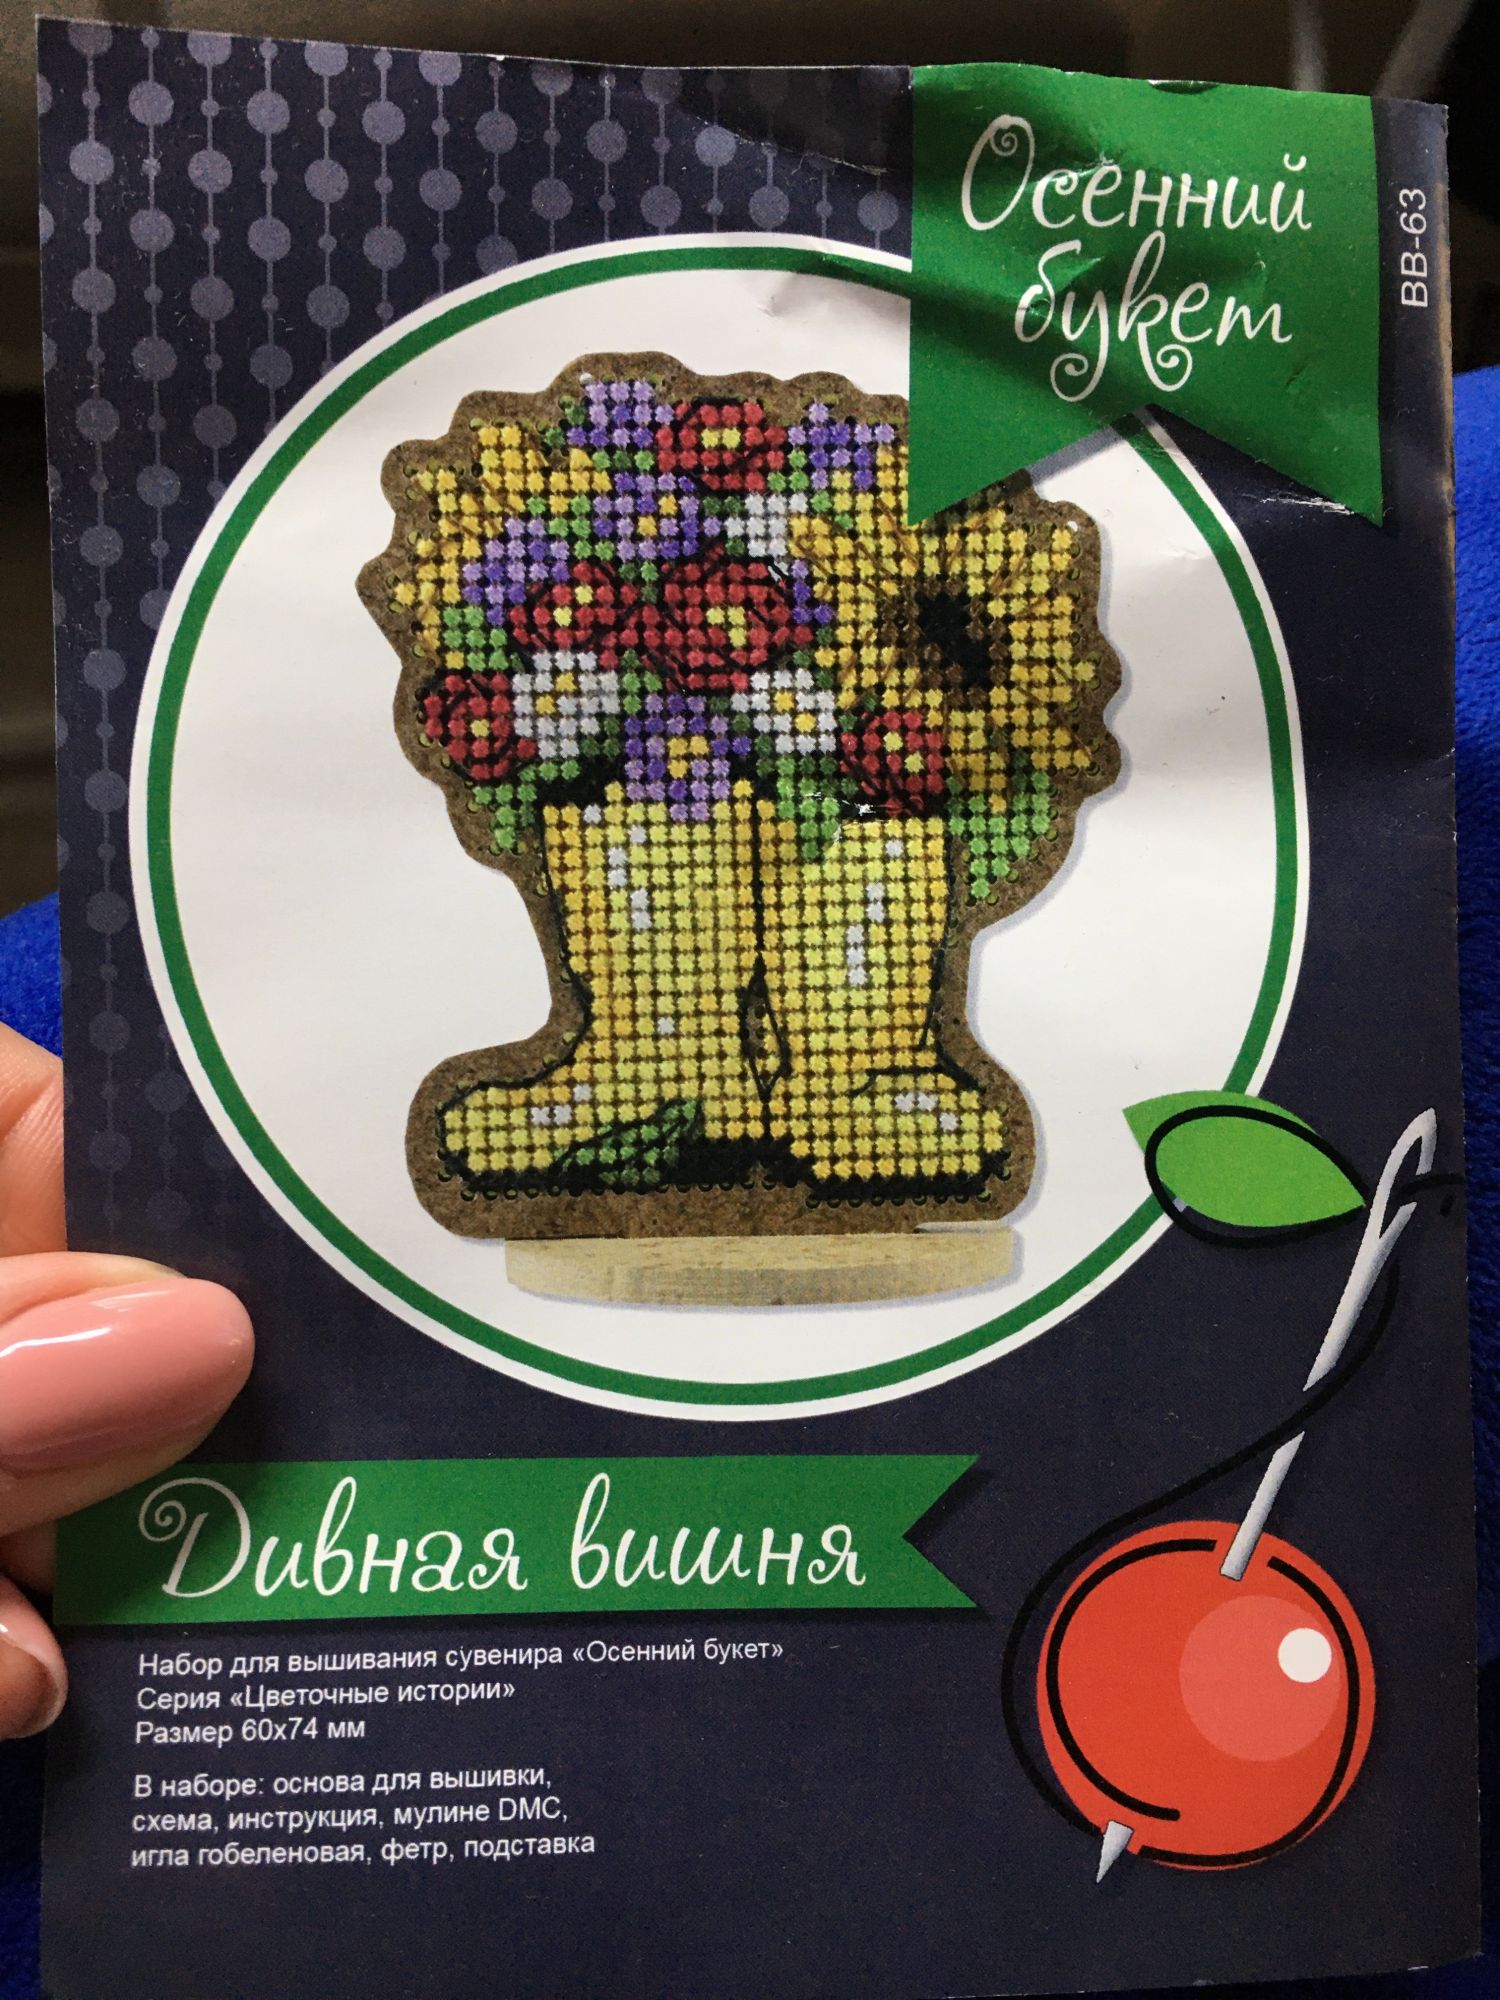 Осенний
букет
ВВ-63
Дивная вишня
Набор для вышивания сувенира «Осенний букет»
Серия «Цветочные истории»
Размер 60х74 мм
В наборе: основа для вышивки,
схема, инструкция, мулине DMC,
игла гобеленовая, фетр, подставка